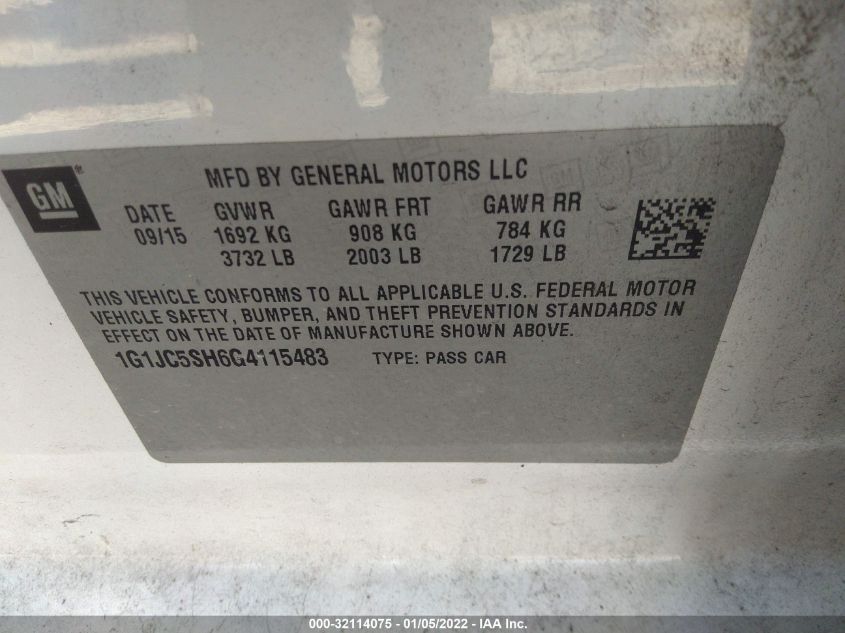 GM®
MFD BY GENERAL MOTORS LLC
DATE GVWR GAWR FRT GAWR RR
09/15 1692 KG 908 KG 784 KG
3732 LB 2003 LB 1729 LB
THIS VEHICLE CONFORMS TO ALL APPLICABLE U.S. FEDERAL MOTOR
VEHICLE SAFETY, BUMPER, AND THEFT PREVENTION STANDARDS IN
EFFECT ON THE DATE OF MANUFACTURE SHOWN ABOVE.
1G1JC5SH6G4115483 TYPE: PASS CAR
000-32114075 - 01/05/2022 - IAA Inc.